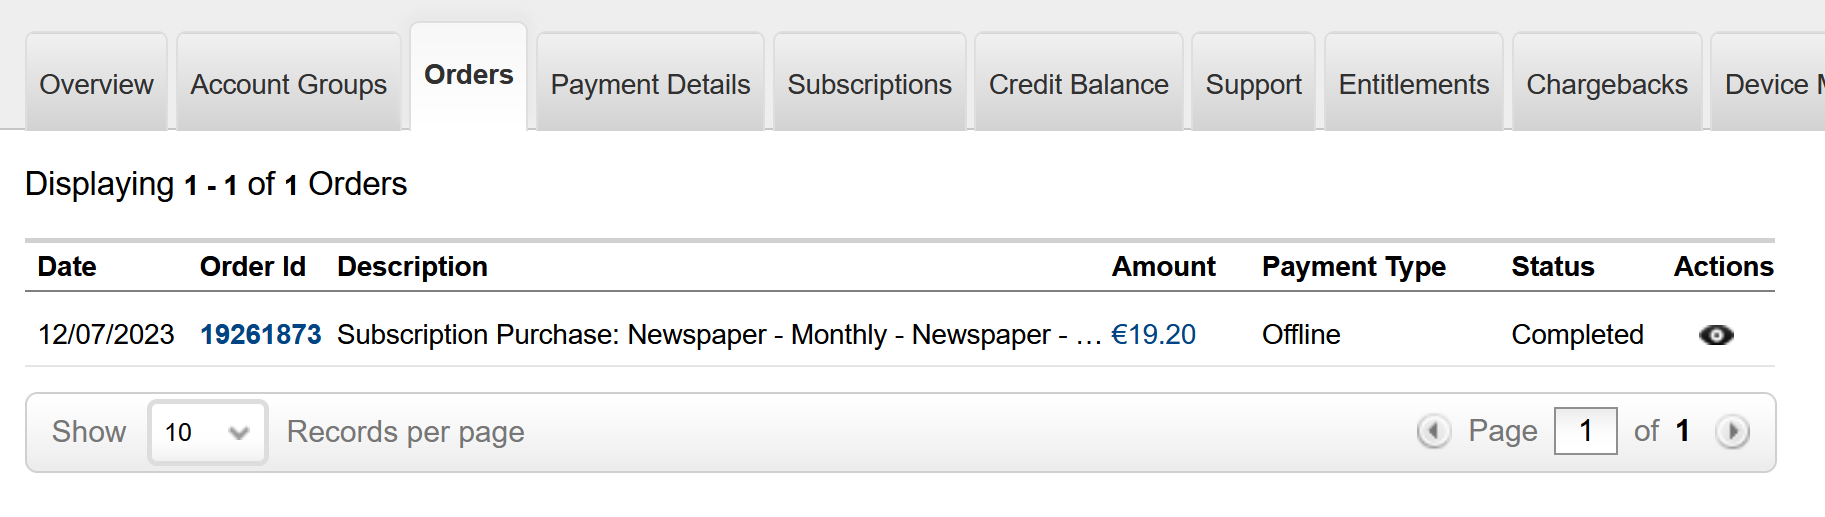 Overview Account Groups Orders Payment Details Subscriptions Credit Balance Support Entitlements Chargebacks Device M
Displaying 1 - 1 of 1 Orders
Date Order Id Description Amount Payment Type Status Actions
12/07/2023 19261873 Subscription Purchase: Newspaper - Monthly - Newspaper - … €19.20 Offline Completed
Show 10 Records per page Page 1 of 1